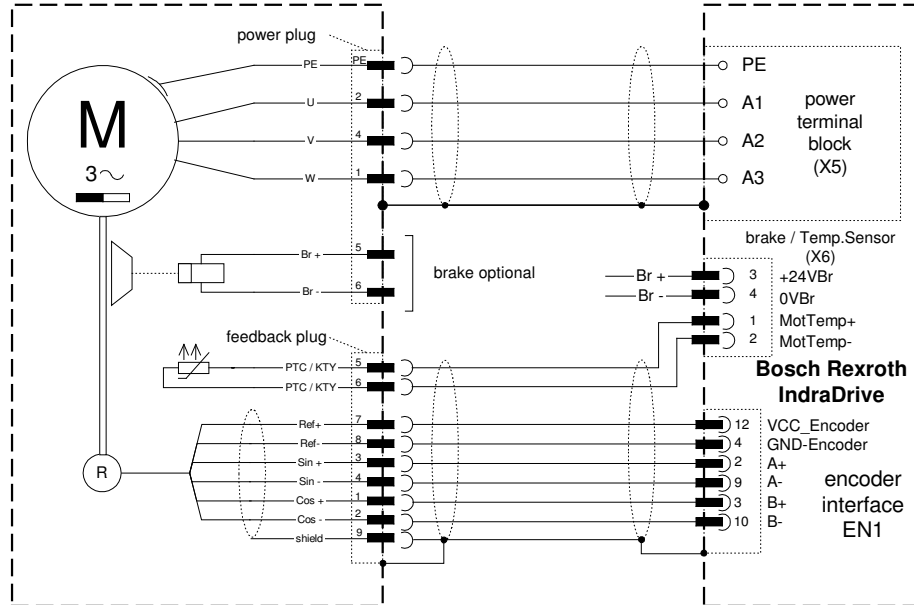 power plug
PE PE PE
U 2 A1
V 4 A2
W 1 A3
M
3
power
terminal
block
(X5)
brake / Temp.Sensor
(X6)
Br + 5
Br - 6
brake optional
Br + 3 +24VBr
Br - 4 0VBr
1 MotTemp+
2 MotTemp-
feedback plug
PTC / KTY 5
PTC / KTY 6
Bosch Rexroth
IndraDrive
R
Ref+ 7 12 VCC_Encoder
Ref- 8 4 GND-Encoder
Sin + 3 2 A+
Sin - 4 9 A-
Cos + 1 3 B+
Cos - 2 10 B-
shield 9
encoder
interface
EN1